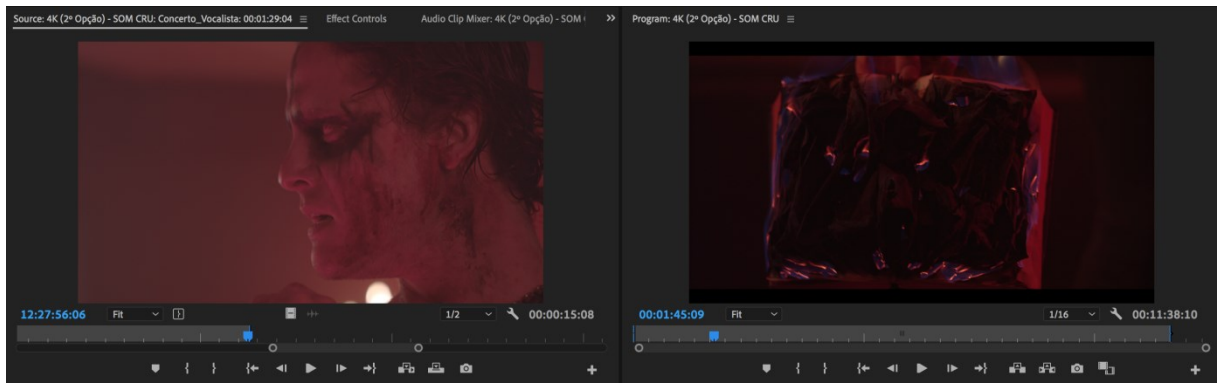 Source: 4K (2º Opção) - SOM CRU: Concerto_Vocalista: 00:01:29:04
Effect Controls
Audio Clip Mixer: 4K (2º Opção) - SOM
Program: 4K (2º Opção) - SOM CRU
12:27:56:06
Fit
1/2
00:00:15:08
00:01:45:09
Fit
1/16
00:11:38:10